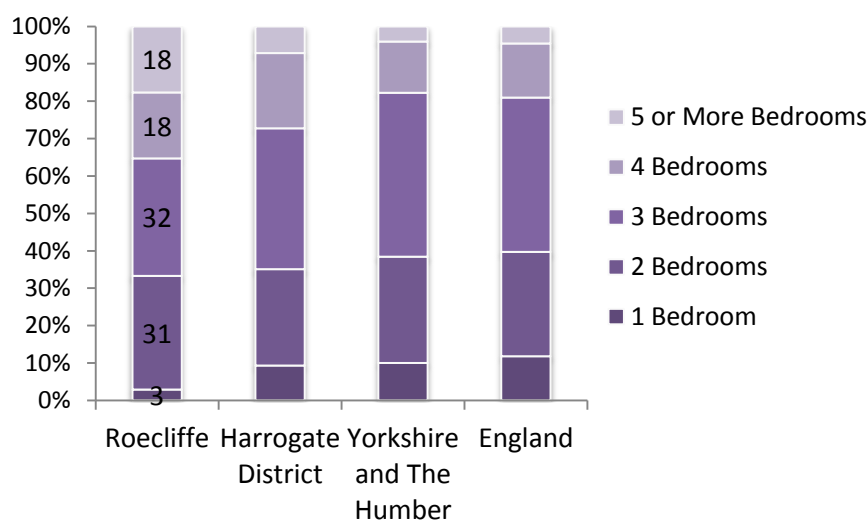 100%
90%
80%
70%
60%
50%
40%
30%
20%
10%
0%
18
18
32
31
3
Roecliffe
Harrogate
District
Yorkshire
and The
Humber
England
5 or More Bedrooms
4 Bedrooms
3 Bedrooms
2 Bedrooms
1 Bedroom